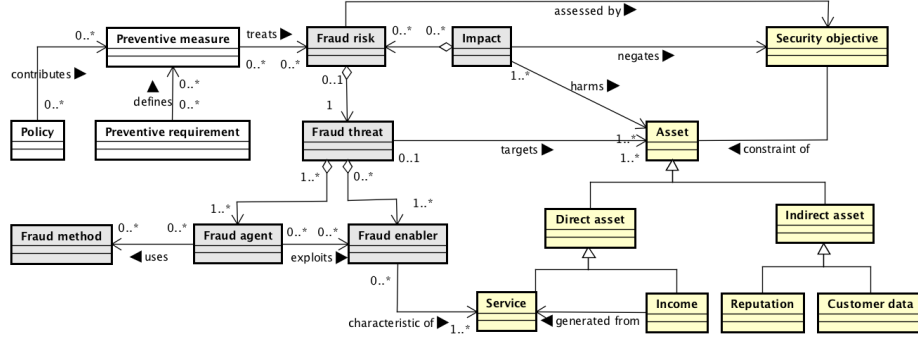 assessed by ▶
0..*
Preventive measure
treats ▶
Fraud risk
0..*
0..*
Impact
Security objective
contributes ▶
0..*
0..*
negates ▶
▲
defines
0..*
0..1
1..*
harms ▶
0..*
0..*
1
Policy
Preventive requirement
Fraud threat
Asset
0..1
targets ▶
1..*
1..*
◀ constraint of
1..*
0..*
1..*
1..*
Direct asset
Indirect asset
Fraud method
0..*
0..*
Fraud agent
0..*
0..*
Fraud enabler
◀ uses
exploits ▶
0..*
Service
Income
Reputation
Customer data
characteristic of ▶
1..*
◀ generated from